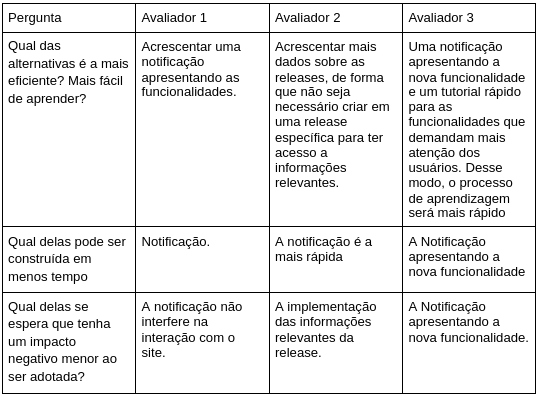 Pergunta
Avaliador 1
Avaliador 2
Avaliador 3
Qual das
alternativas é a mais
eficiente? Mais fácil
de aprender?
Acrescentar uma
notificação
apresentando as
funcionalidades.
Acrescentar mais
dados sobre as
releases, de forma
que não seja
necessário criar em
uma release
específica para ter
acesso a
informações
relevantes.
Uma notificação
apresentando a
nova funcionalidade
e um tutorial rápido
para as
funcionalidades que
demandam mais
atenção dos
usuários. Desse
modo, o processo
de aprendizagem
será mais rápido
Qual delas pode ser
construída em
menos tempo
Notificação.
A notificação é a
mais rápida
A Notificação
apresentando a
nova funcionalidade
Qual delas se
espera que tenha
um impacto
negativo menor ao
ser adotada?
A notificação não
interfere na
interação com o
site.
A implementação
das informações
relevantes da
release.
A Notificação
apresentando a
nova funcionalidade.